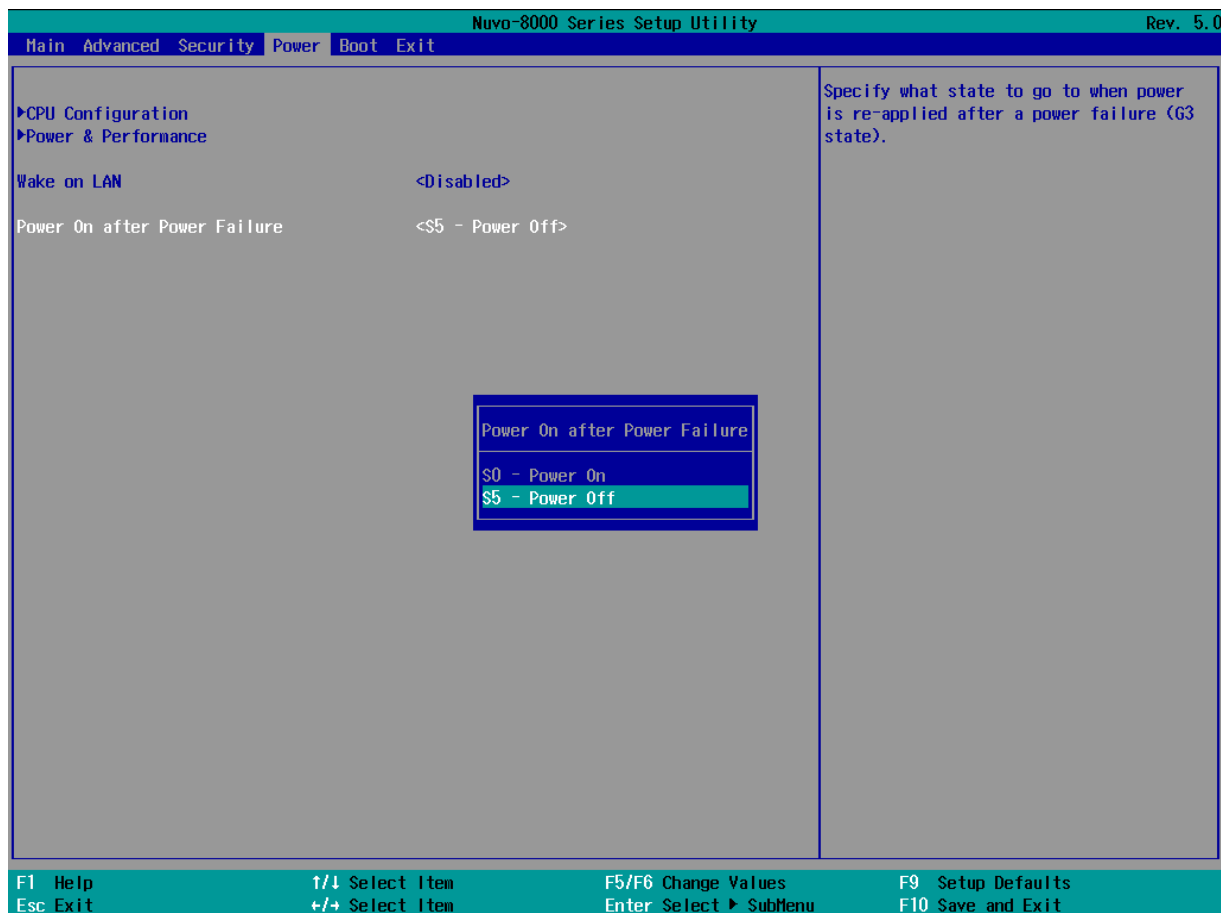 Nuvo-8000 Series Setup Utility Rev. 5.0
Main Advanced Security Power Boot Exit
▶CPU Configuration
▶Power & Performance
Wake on LAN <Disabled>
Power On after Power Failure <S5 - Power Off>
Specify what state to go to when power
is re-applied after a power failure (G3
state).
Power On after Power Failure
S0 - Power On
S5 - Power Off
F1 Help ↑/↓ Select Item F5/F6 Change Values F9 Setup Defaults
Esc Exit ←/→ Select Item Enter Select ▶ SubMenu F10 Save and Exit